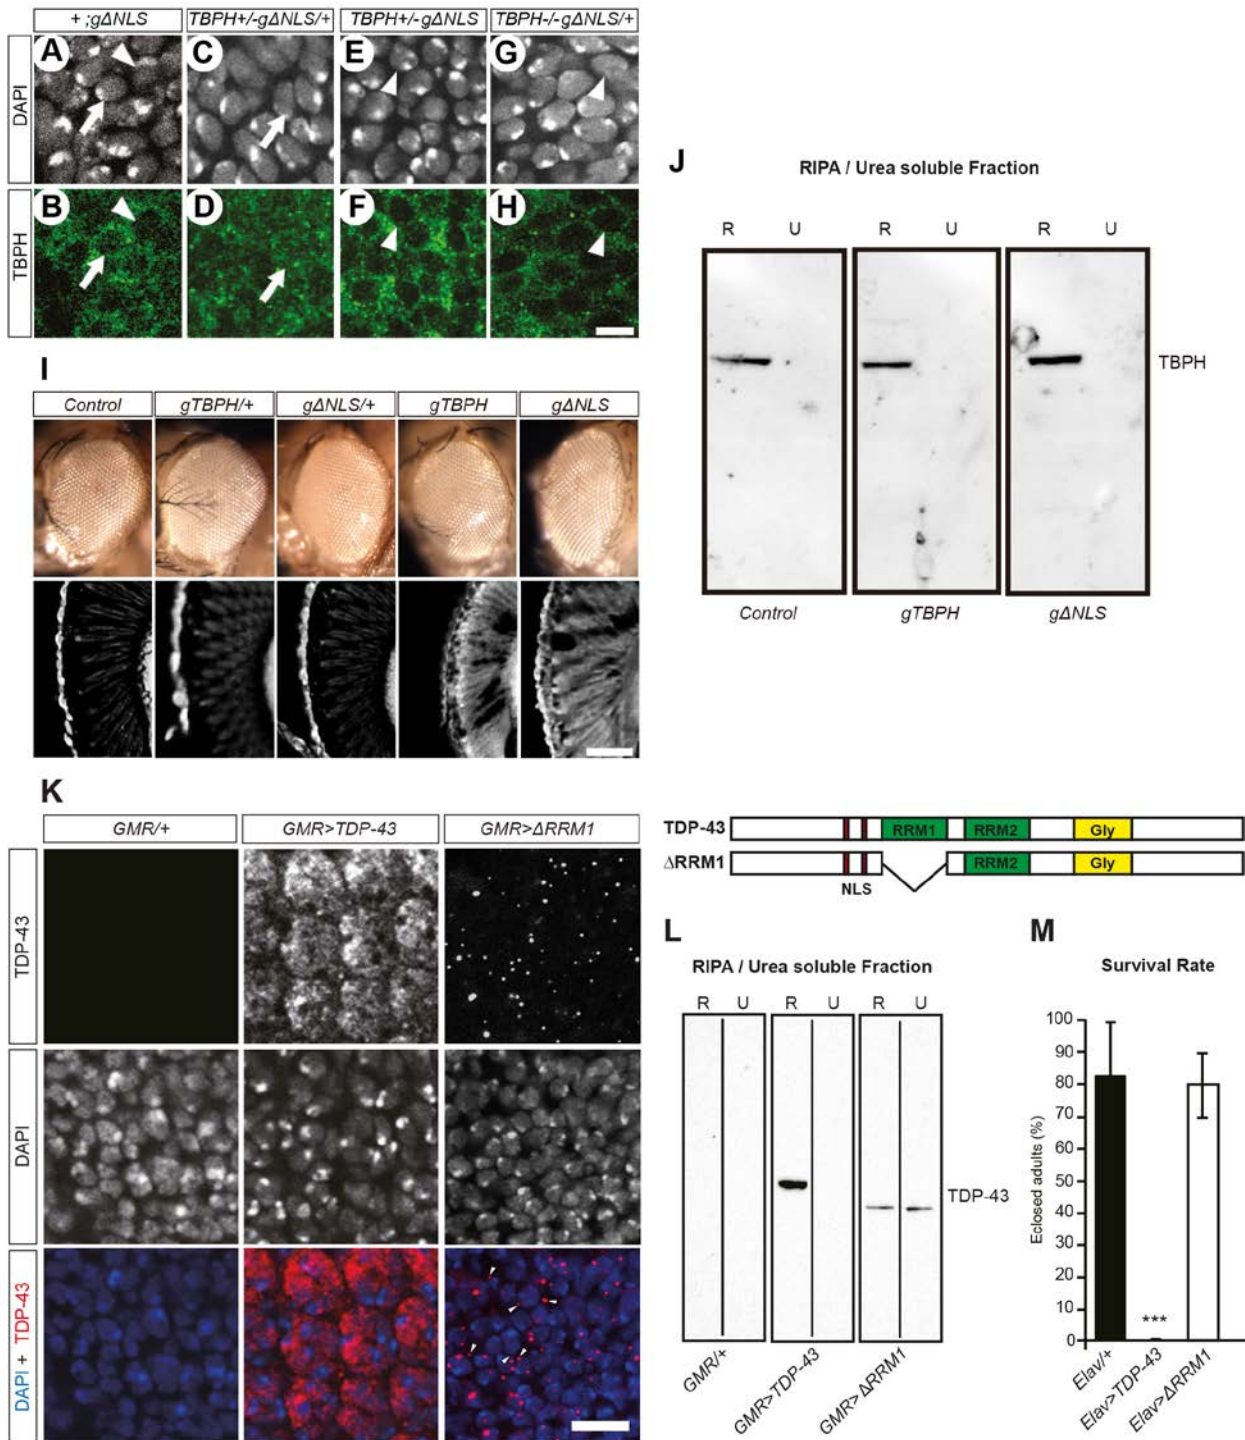 + ;gΔNLS
TBPH+/-gΔNLS/+
TBPH+/-gΔNLS
TBPH-/-gΔNLS/+
A
C
E
G
DAPI
B
D
F
H
TBPH
I
Control
gTBPH/+
gΔNLS/+
gTBPH
gΔNLS
J
RIPA / Urea soluble Fraction
R U R U R U
TBPH
Control
gTBPH
gΔNLS
K
GMR/+
GMR>TDP-43
GMR>ΔRRM1
TDP-43
DAPI
DAPI + TDP-43
TDP-43
RRM1
RRM2
Gly
ΔRRM1
RRM2
Gly
NLS
L
RIPA / Urea soluble Fraction
R U R U R U
TDP-43
GMR/+
GMR>TDP-43
GMR>ΔRRM1
M
Survival Rate
Eclosed adults (%)
100
90
80
70
60
50
40
30
20
10
0
***
Elav/+
Elav>TDP-43
Elav>ΔRRM1